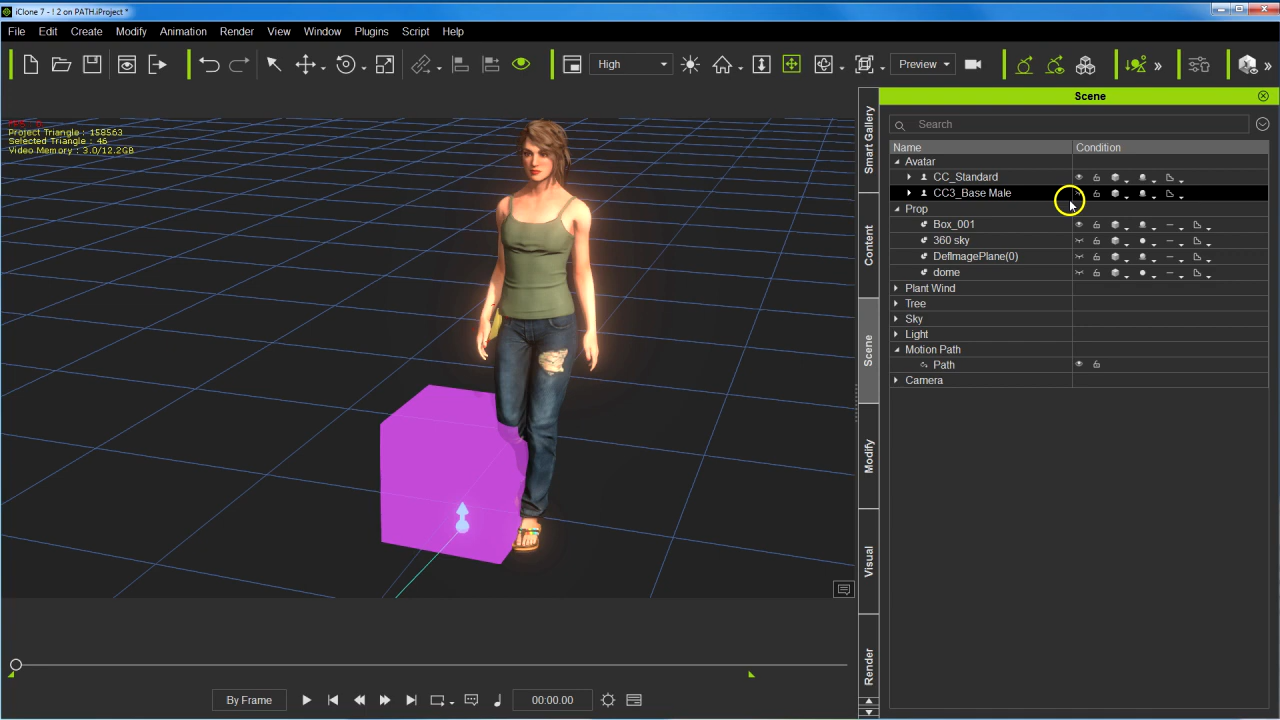 iClone 7 - ! 2 on PATH.iProject *
File Edit Create Modify Animation Render View Window Plugins Script Help
High
Preview
Project Triangle : 158563
Selected Triangle : 46
Video Memory : 3.0/12.2GB
Smart Gallery
Content
Scene
Modify
Visual
Render
Scene
Search
Name Condition
Avatar
CC_Standard
CC3_Base Male
Prop
Box_001
360 sky
DefImagePlane(0)
dome
Plant Wind
Tree
Sky
Light
Motion Path
Path
Camera
By Frame
00:00.00